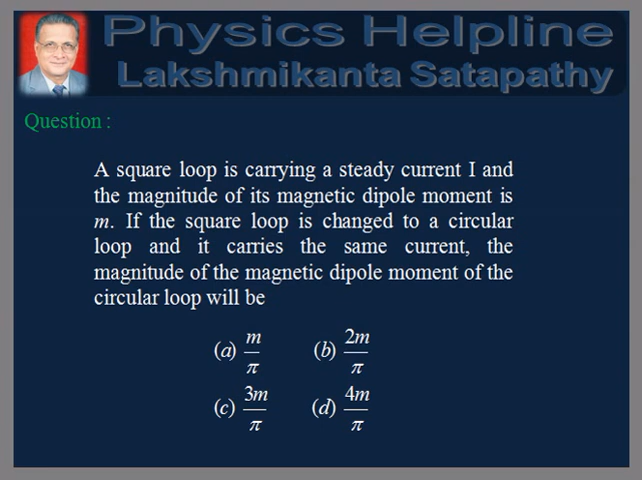 Physics Helpline
Lakshmikanta Satapathy
Question :
A square loop is carrying a steady current I and
the magnitude of its magnetic dipole moment is
m. If the square loop is changed to a circular
loop and it carries the same current, the
magnitude of the magnetic dipole moment of the
circular loop will be
(a) m/π (b) 2m/π
(c) 3m/π (d) 4m/π